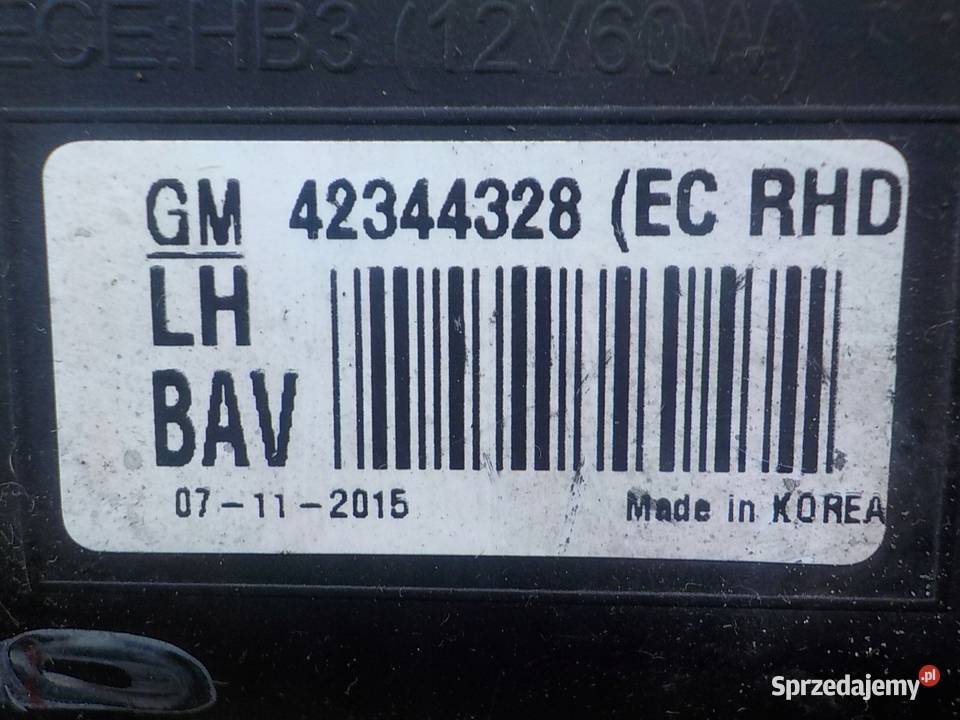 ECE:HB3 (12V60W)
GM 42344328 (EC RHD
LH
BAV
07-11-2015 Made in KOREA
Sprzedajemy.pl